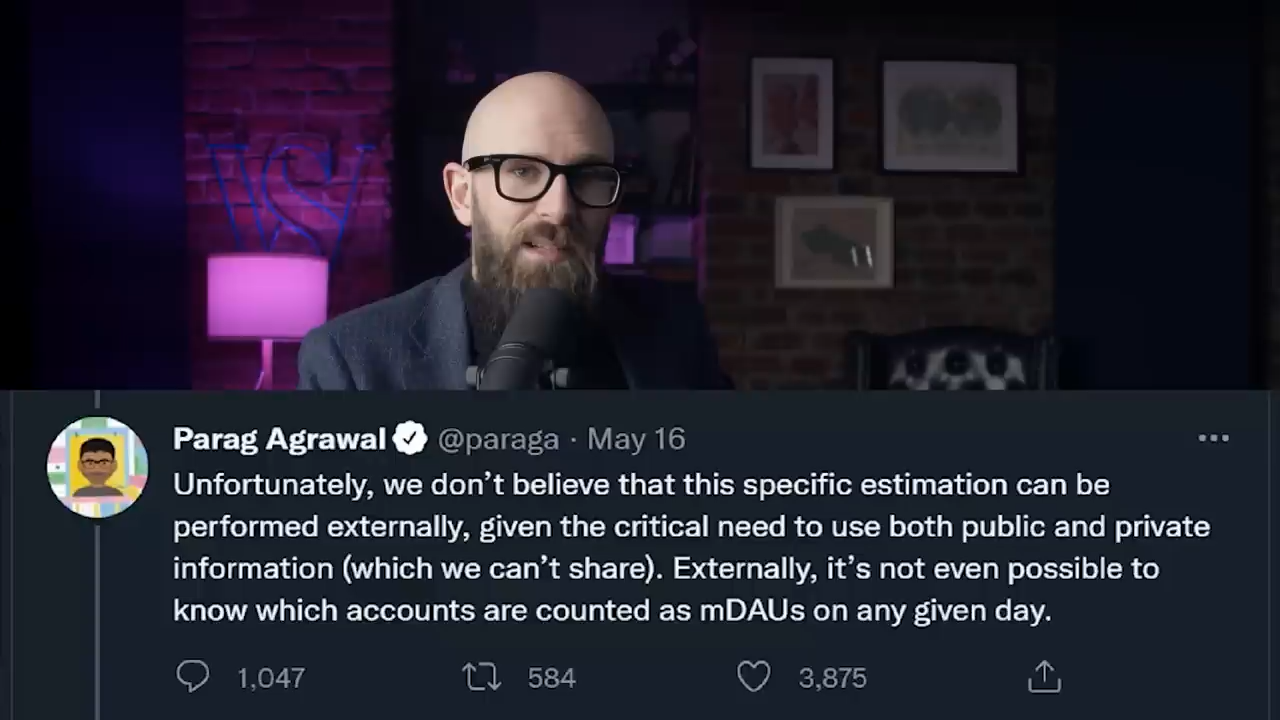 Parag Agrawal @paraga · May 16
Unfortunately, we don’t believe that this specific estimation can be
performed externally, given the critical need to use both public and private
information (which we can’t share). Externally, it’s not even possible to
know which accounts are counted as mDAUs on any given day.
1,047 584 3,875